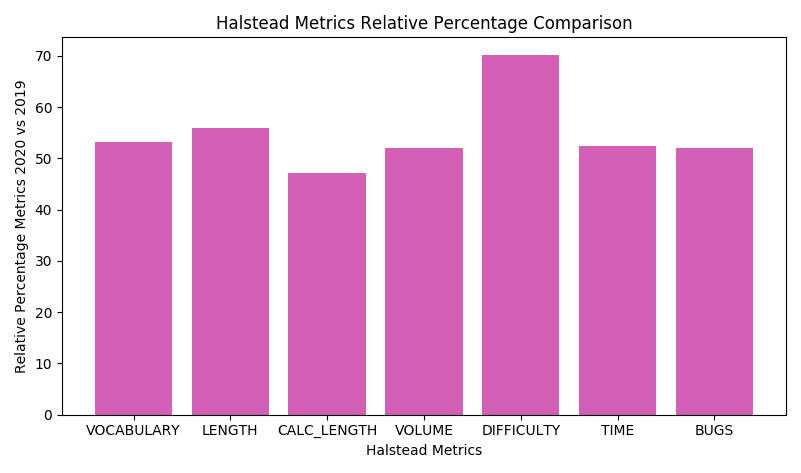 Halstead Metrics Relative Percentage Comparison
Relative Percentage Metrics 2020 vs 2019
70
60
50
40
30
20
10
0
VOCABULARY LENGTH CALC_LENGTH VOLUME DIFFICULTY TIME BUGS
Halstead Metrics